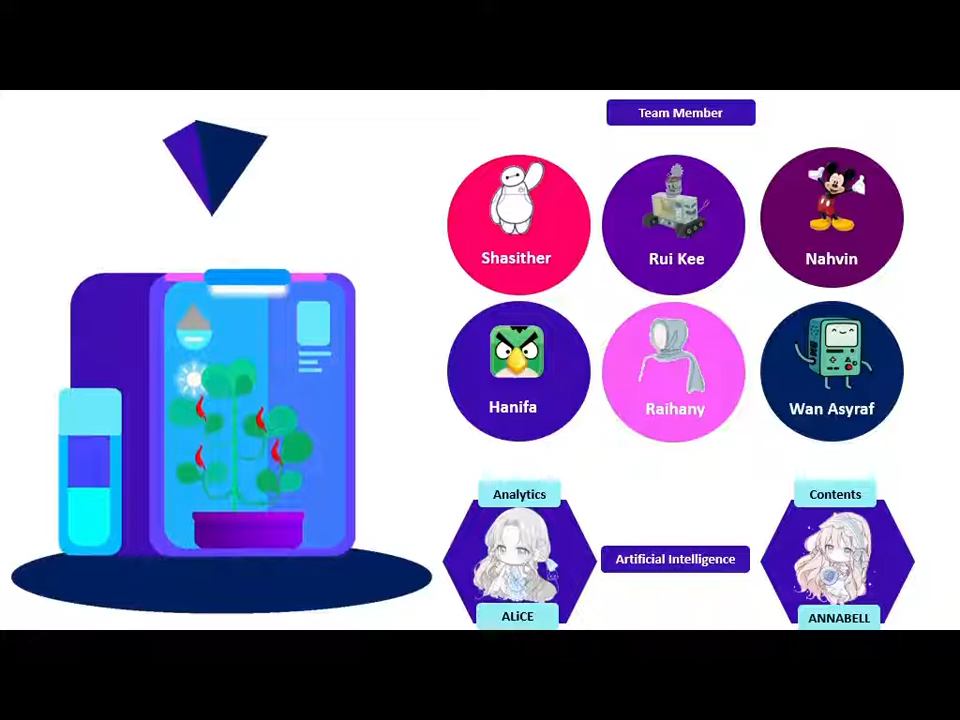 Team Member
Shasither
Rui Kee
Nahvin
Hanifa
Raihany
Wan Asyraf
Analytics
Contents
Artificial Intelligence
ALiCE
ANNABELL